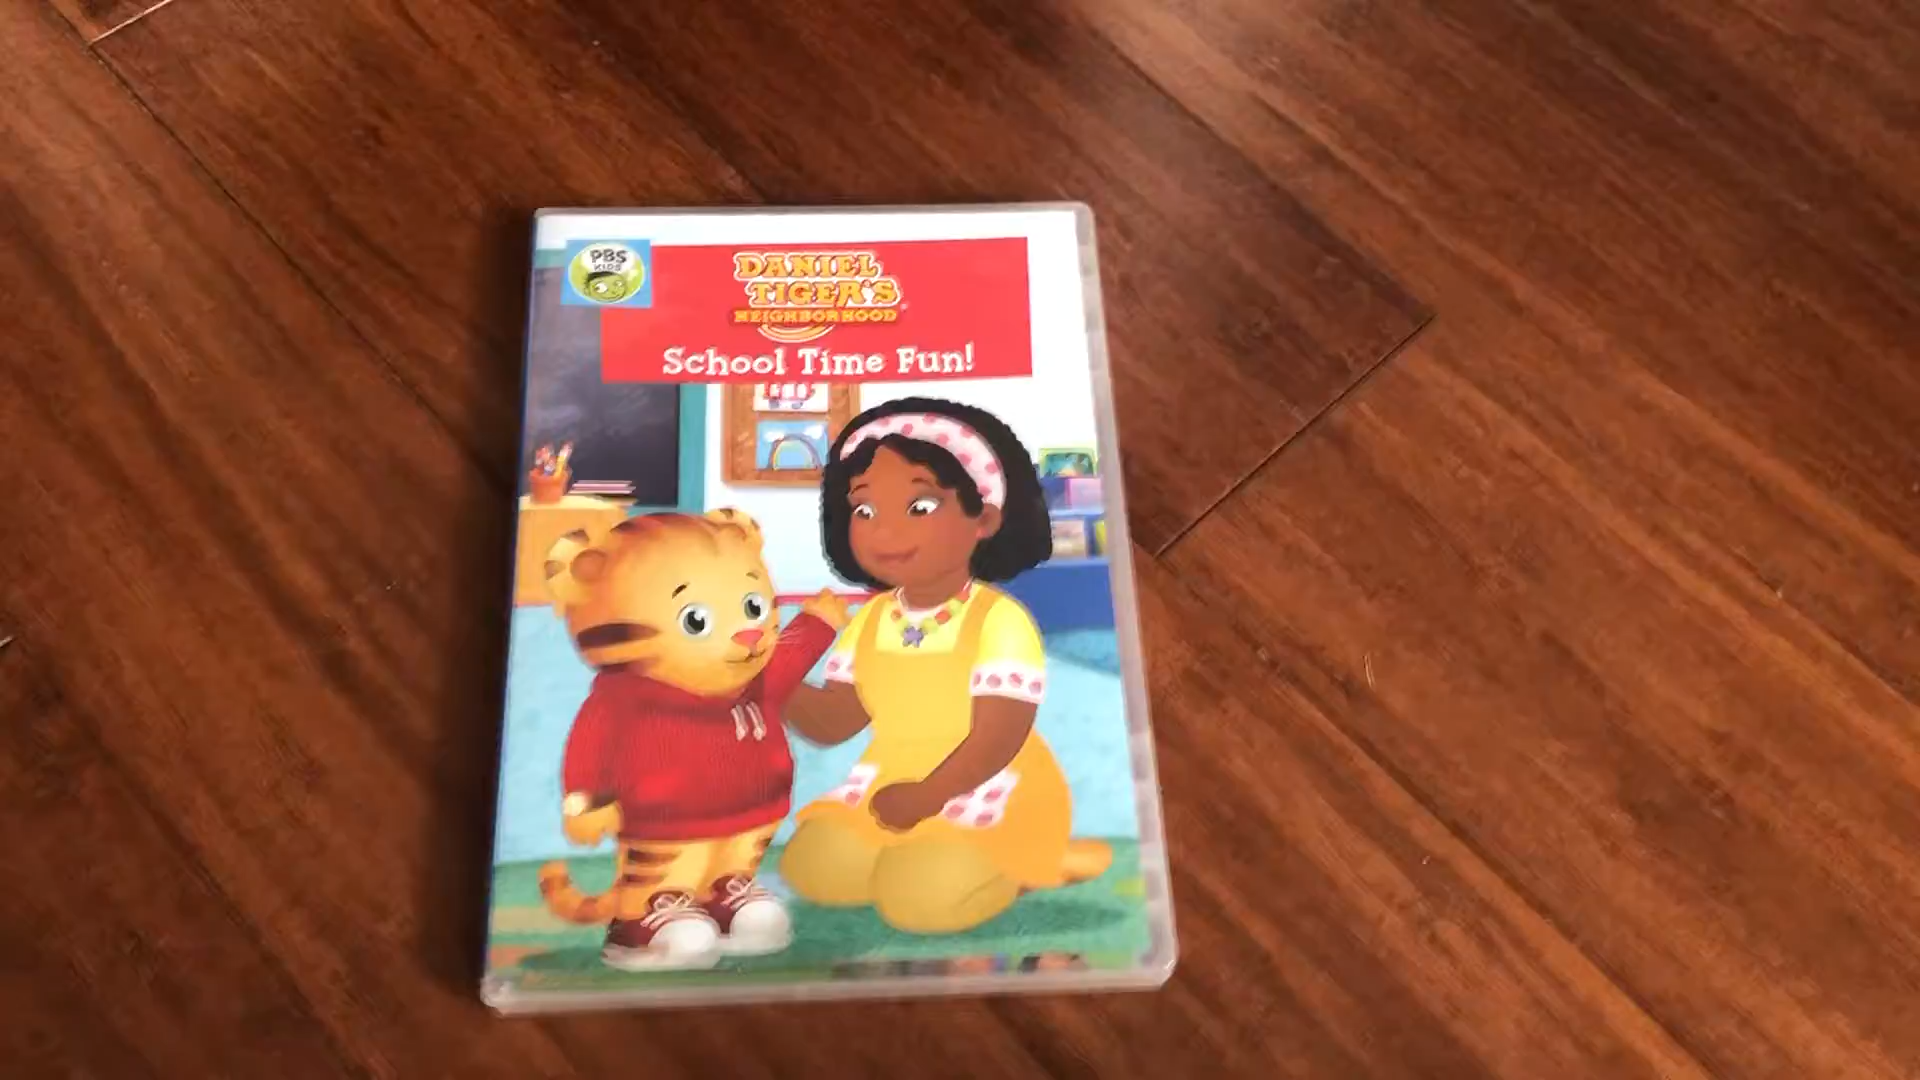 PBS
KIDS
DANIEL
TIGER'S
NEIGHBORHOOD
School Time Fun!